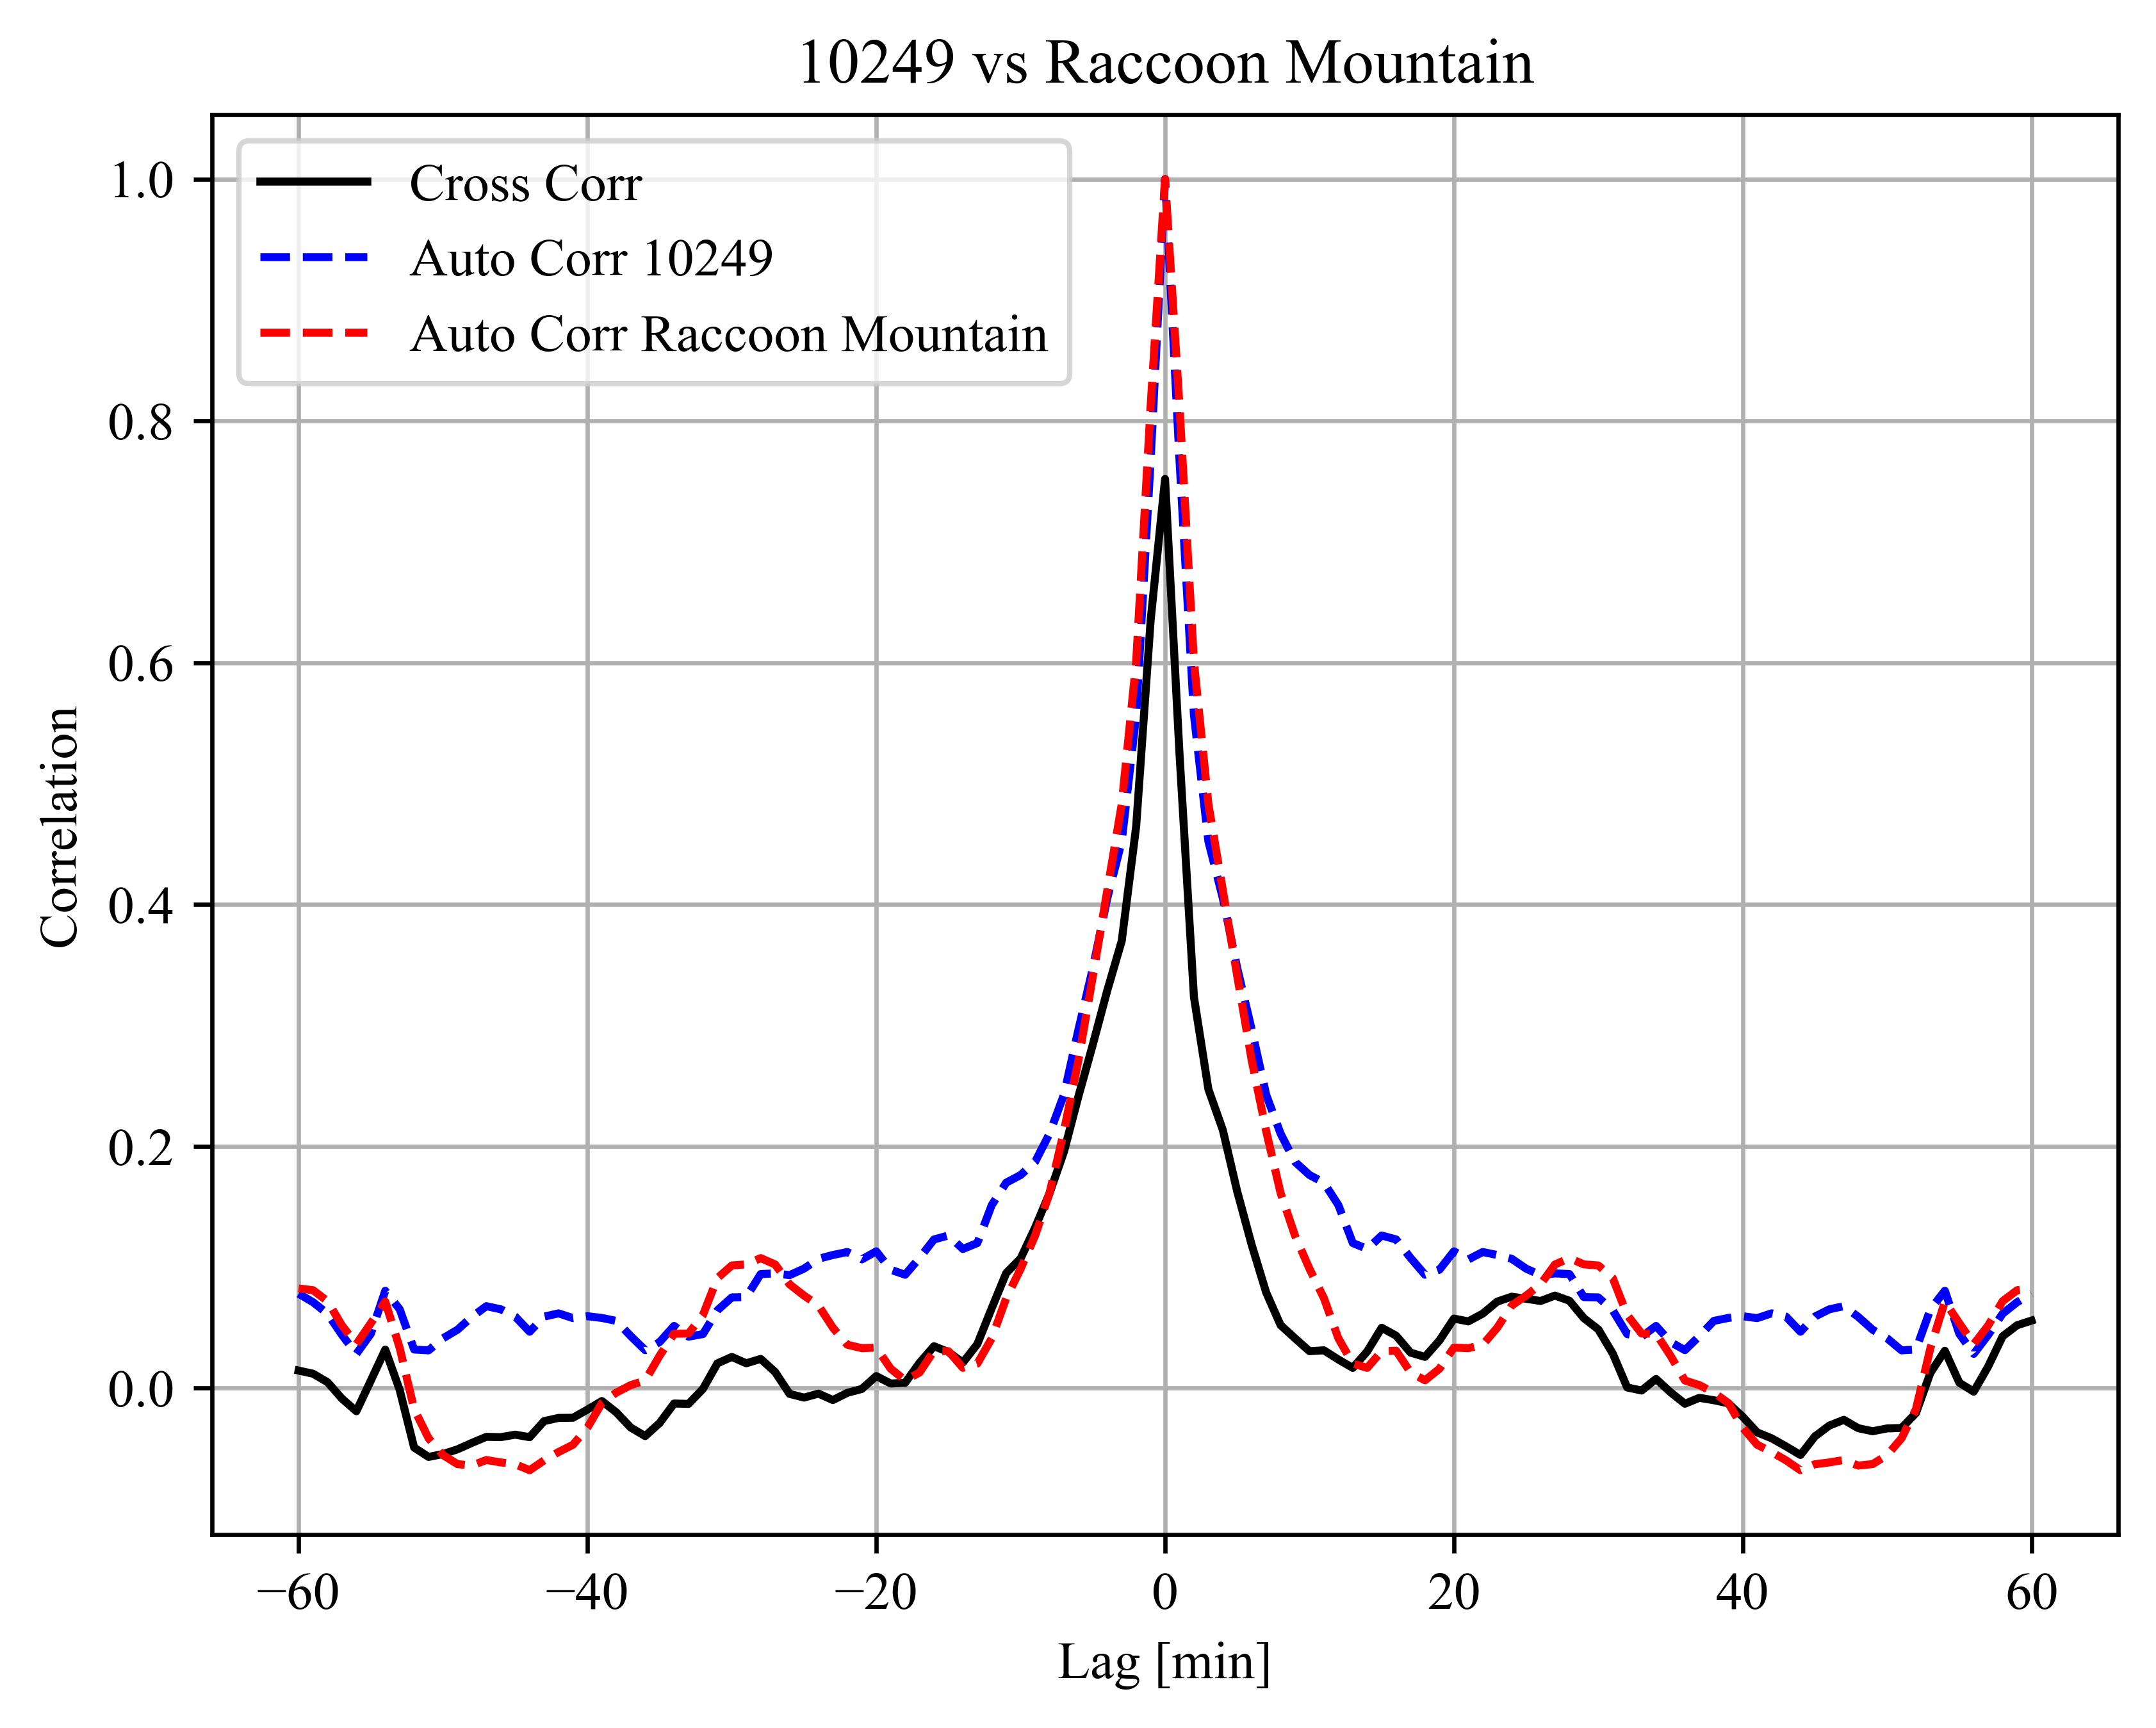 10249 vs Raccoon Mountain
Cross Corr
Auto Corr 10249
Auto Corr Raccoon Mountain
1.0
0.8
0.6
0.4
0.2
0.0
Correlation
−60 −40 −20 0 20 40 60
Lag [min]